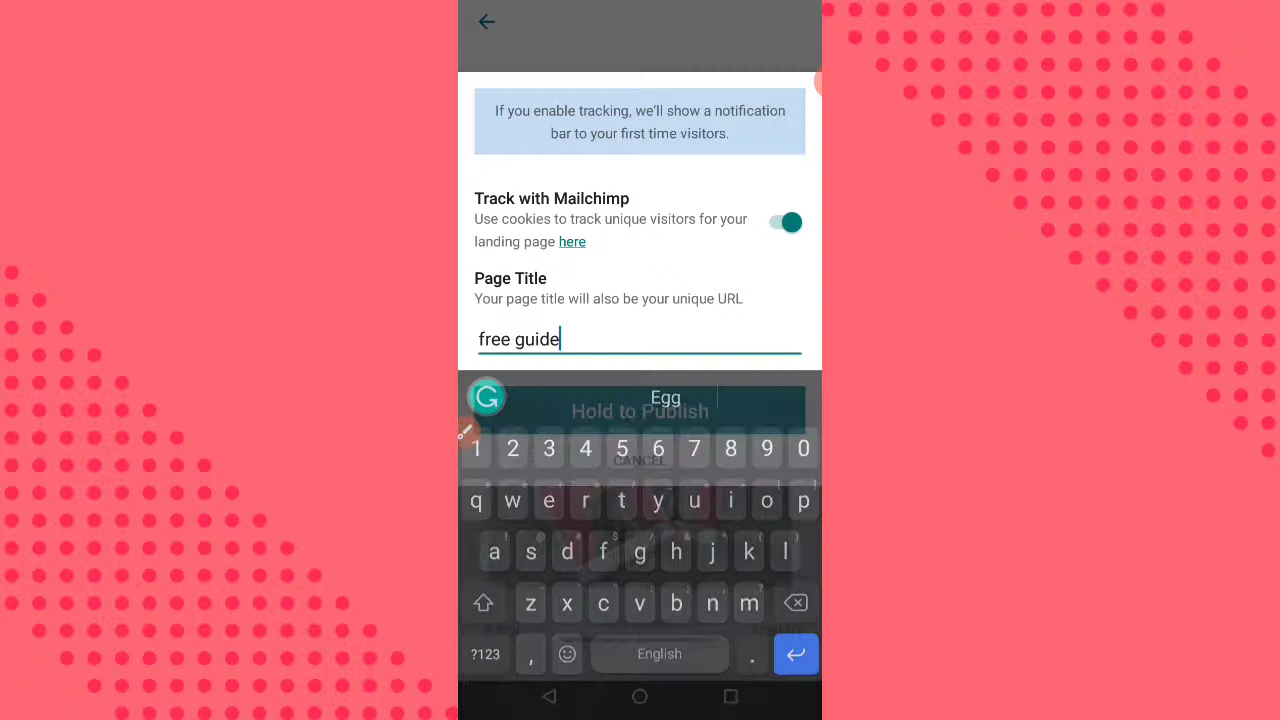 If you enable tracking, we'll show a notification
bar to your first time visitors.
Track with Mailchimp
Use cookies to track unique visitors for your
landing page here
Page Title
Your page title will also be your unique URL
free guide
Egg
Hold to Publish
1 2 3 4 5 6 7 8 9 0
CANCEL
q w e r t y u i o p
a s d f g h j k l
z x c v b n m
?123 , English .